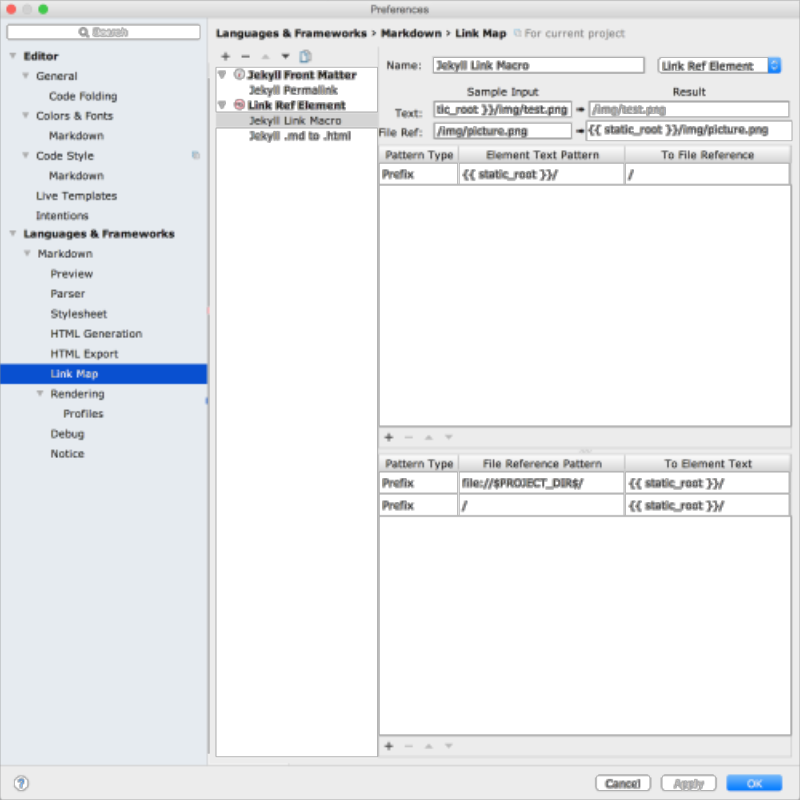 Preferences
Search
Editor
General
Code Folding
Colors & Fonts
Markdown
Code Style
Markdown
Live Templates
Intentions
Languages & Frameworks
Markdown
Preview
Parser
Stylesheet
HTML Generation
HTML Export
Link Map
Rendering
Profiles
Debug
Notice
Languages & Frameworks › Markdown › Link Map For current project
Jekyll Front Matter
Jekyll Permalink
Link Ref Element
Jekyll Link Macro
Jekyll .md to .html
Name: Jekyll Link Macro Link Ref Element
Sample Input Result
Text: tic_root }}/img/test.png /img/test.png
File Ref: /img/picture.png {{ static_root }}/img/picture.png
Pattern Type Element Text Pattern To File Reference
Prefix {{ static_root }}/ /
Pattern Type File Reference Pattern To Element Text
Prefix file://$PROJECT_DIR$/ {{ static_root }}/
Prefix / {{ static_root }}/
? Cancel Apply OK